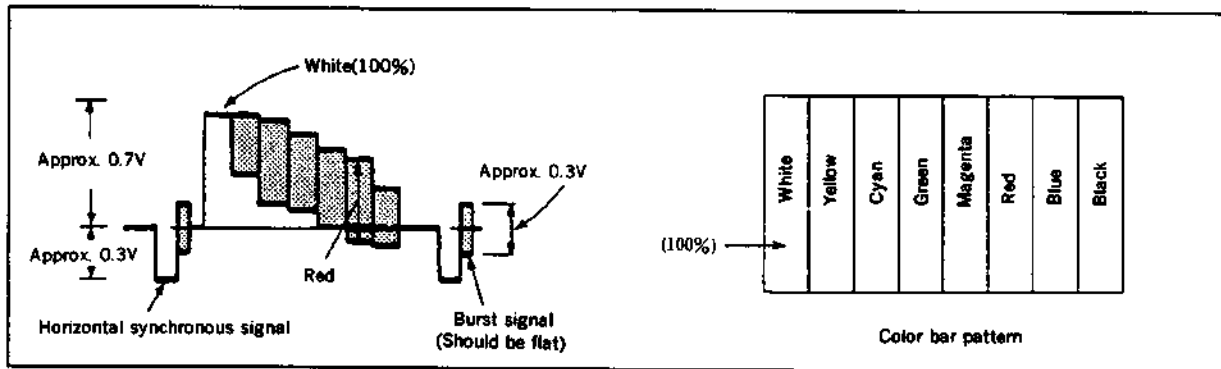 White(100%)
Approx. 0.7V
Approx. 0.3V
Approx. 0.3V
Red
Horizontal synchronous signal
Burst signal
(Should be flat)
(100%)
White
Yellow
Cyan
Green
Magenta
Red
Blue
Black
Color bar pattern